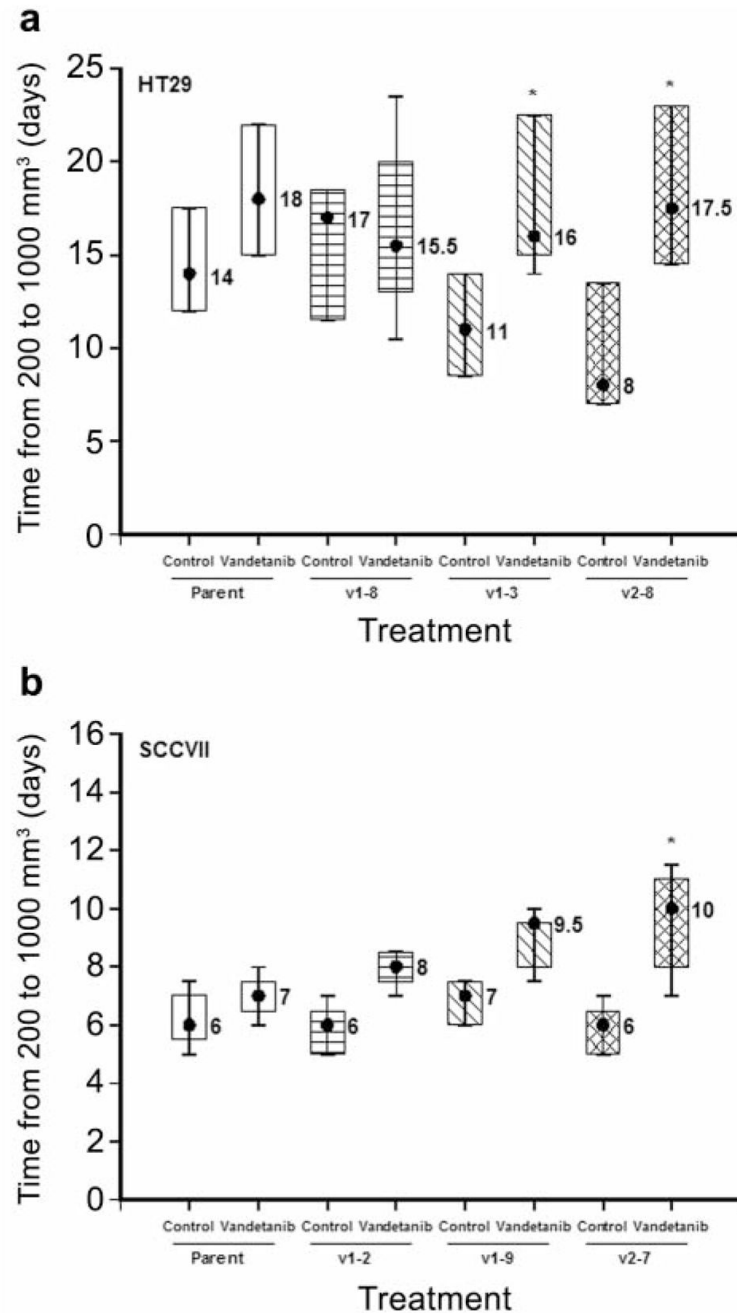 a
HT29
Time from 200 to 1000 mm³ (days)
25
20
15
10
5
0
14
18
17
15.5
11
*
16
8
*
17.5
Control Vandetanib Control Vandetanib Control Vandetanib Control Vandetanib
Parent v1-8 v1-3 v2-8
Treatment
b
SCCVII
Time from 200 to 1000 mm³ (days)
16
14
12
10
8
6
4
2
0
6
7
6
8
7
9.5
6
*
10
Control Vandetanib Control Vandetanib Control Vandetanib Control Vandetanib
Parent v1-2 v1-9 v2-7
Treatment